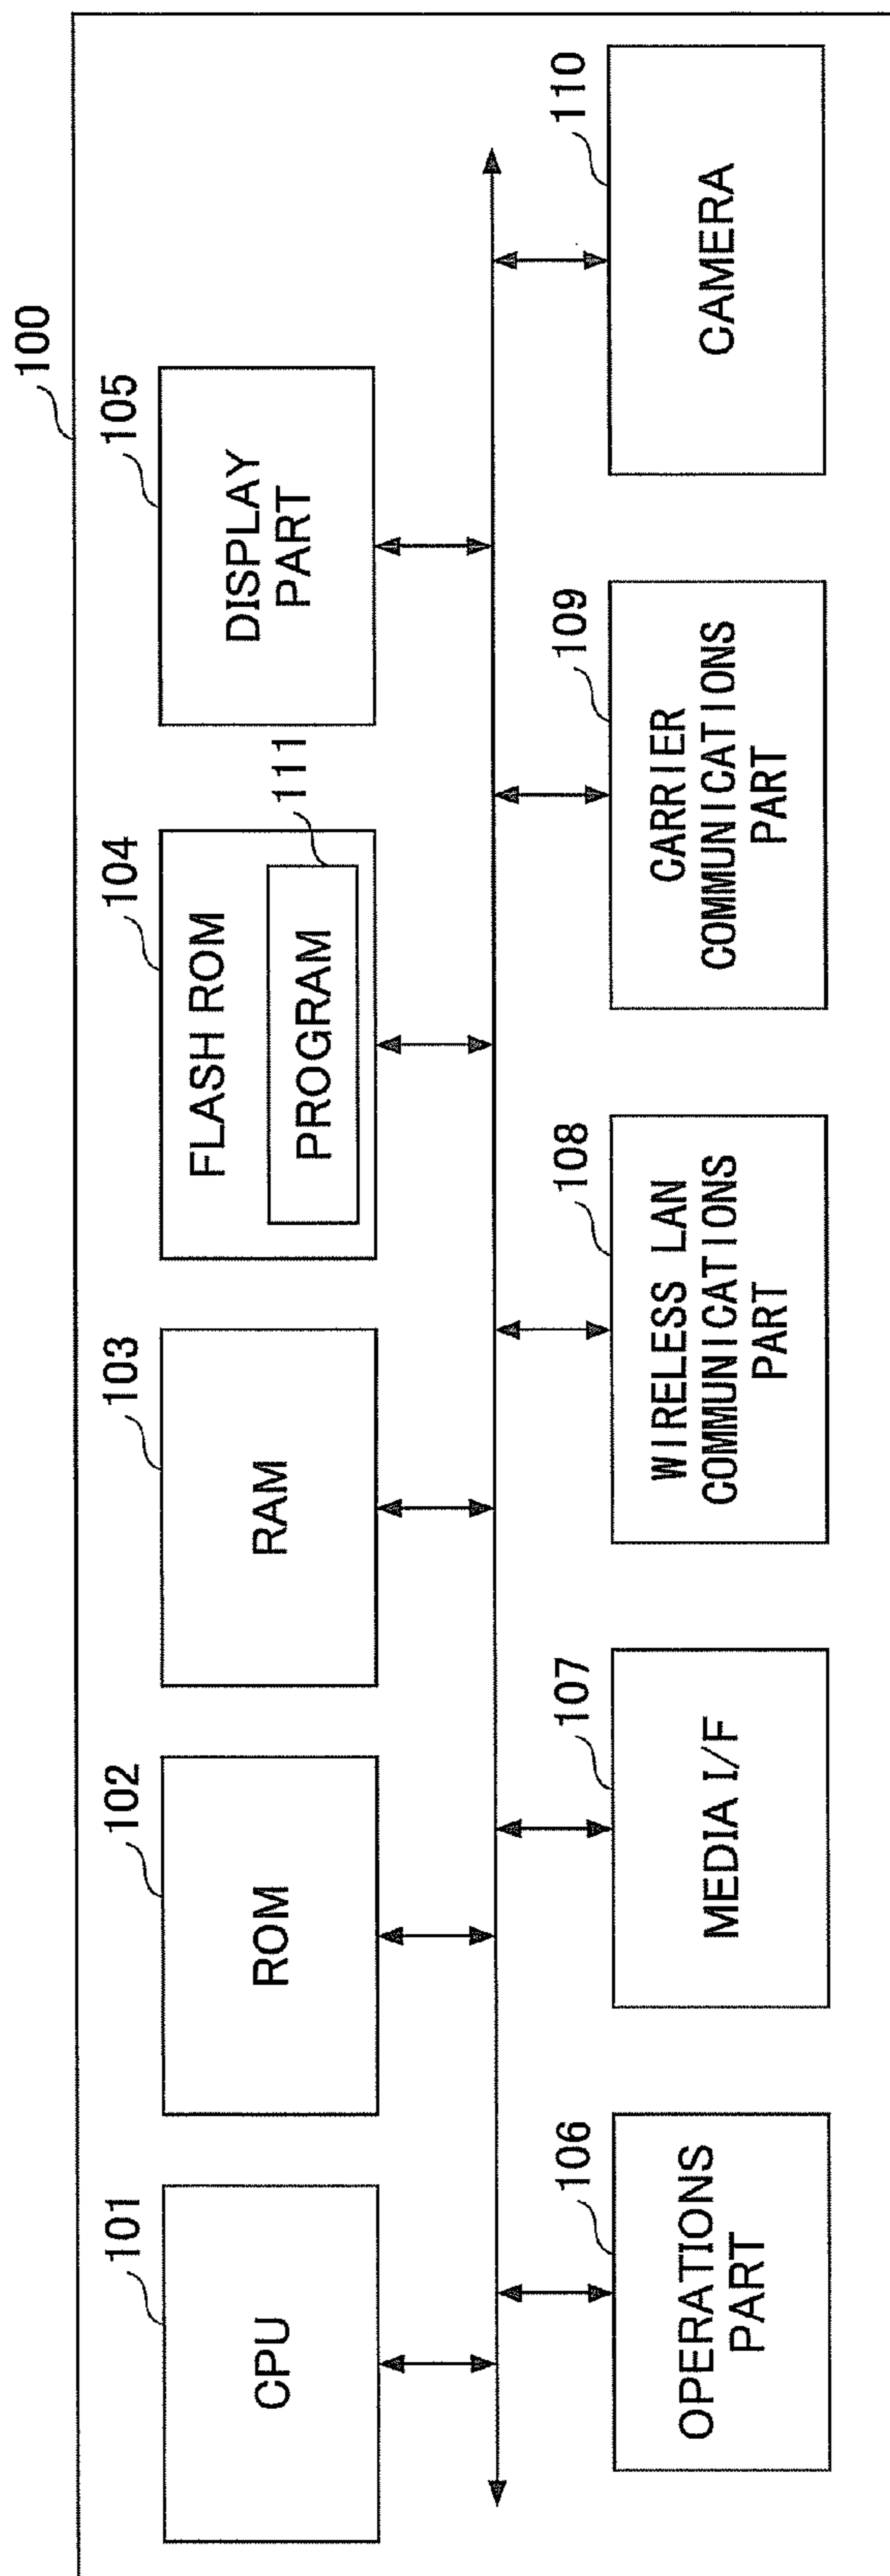 100
101
CPU
102
ROM
103
RAM
104
FLASH ROM
111
PROGRAM
105
DISPLAY
PART
106
OPERATIONS
PART
107
MEDIA I/F
108
WIRELESS LAN
COMMUNICATIONS
PART
109
CARRIER
COMMUNICATIONS
PART
110
CAMERA